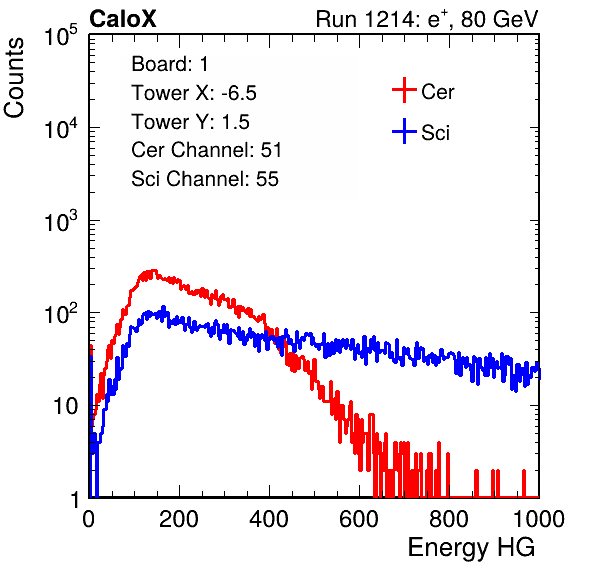 CaloX Run 1214: e⁺, 80 GeV
Counts
10⁵
10⁴
10³
10²
10
1
Board: 1
Tower X: -6.5
Tower Y: 1.5
Cer Channel: 51
Sci Channel: 55
Cer
Sci
0 200 400 600 800 1000
Energy HG